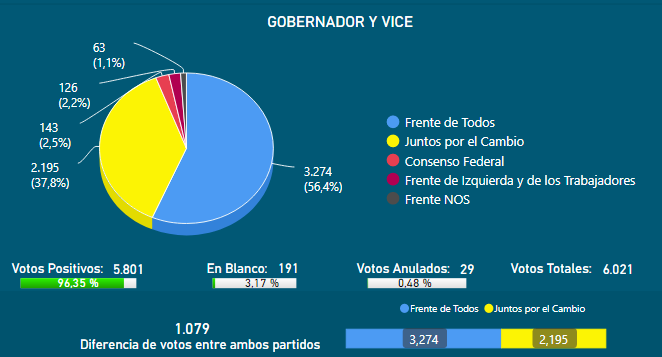 GOBERNADOR Y VICE
63
(1,1%)
126
(2,2%)
143
(2,5%)
2.195
(37,8%)
3.274
(56,4%)
Frente de Todos
Juntos por el Cambio
Consenso Federal
Frente de Izquierda y de los Trabajadores
Frente NOS
Votos Positivos: 5.801
96,35 %
En Blanco: 191
3,17 %
Votos Anulados: 29
0,48 %
Votos Totales: 6.021
1.079
Diferencia de votos entre ambos partidos
Frente de Todos Juntos por el Cambio
3,274 2,195